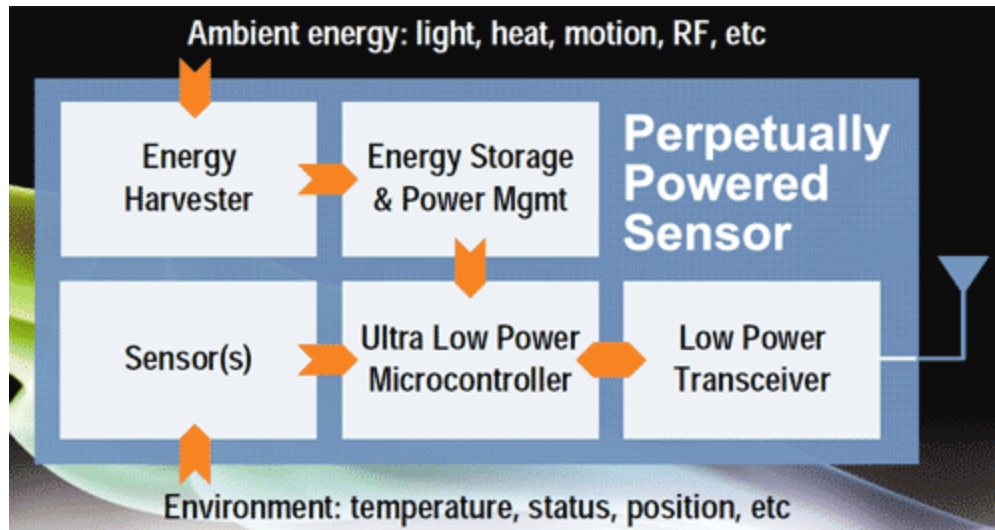 Ambient energy: light, heat, motion, RF, etc
Energy
Harvester
Energy Storage
& Power Mgmt
Perpetually
Powered
Sensor
Sensor(s)
Ultra Low Power
Microcontroller
Low Power
Transceiver
Environment: temperature, status, position, etc